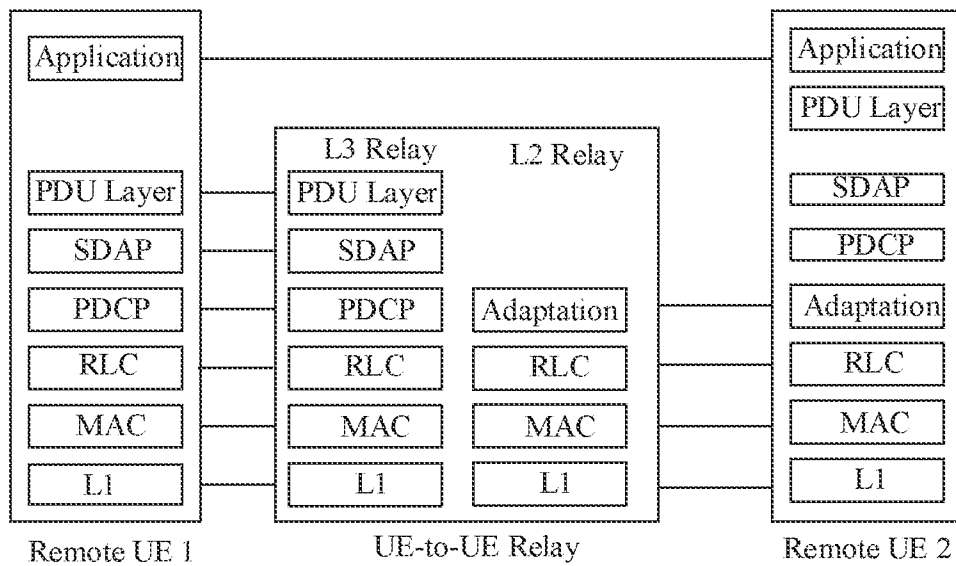 Application
PDU Layer
SDAP
PDCP
RLC
MAC
L1
Remote UE 1
L3 Relay
L2 Relay
PDU Layer
SDAP
PDCP
RLC
MAC
L1
Adaptation
RLC
MAC
L1
UE-to-UE Relay
Application
PDU Layer
SDAP
PDCP
Adaptation
RLC
MAC
L1
Remote UE 2